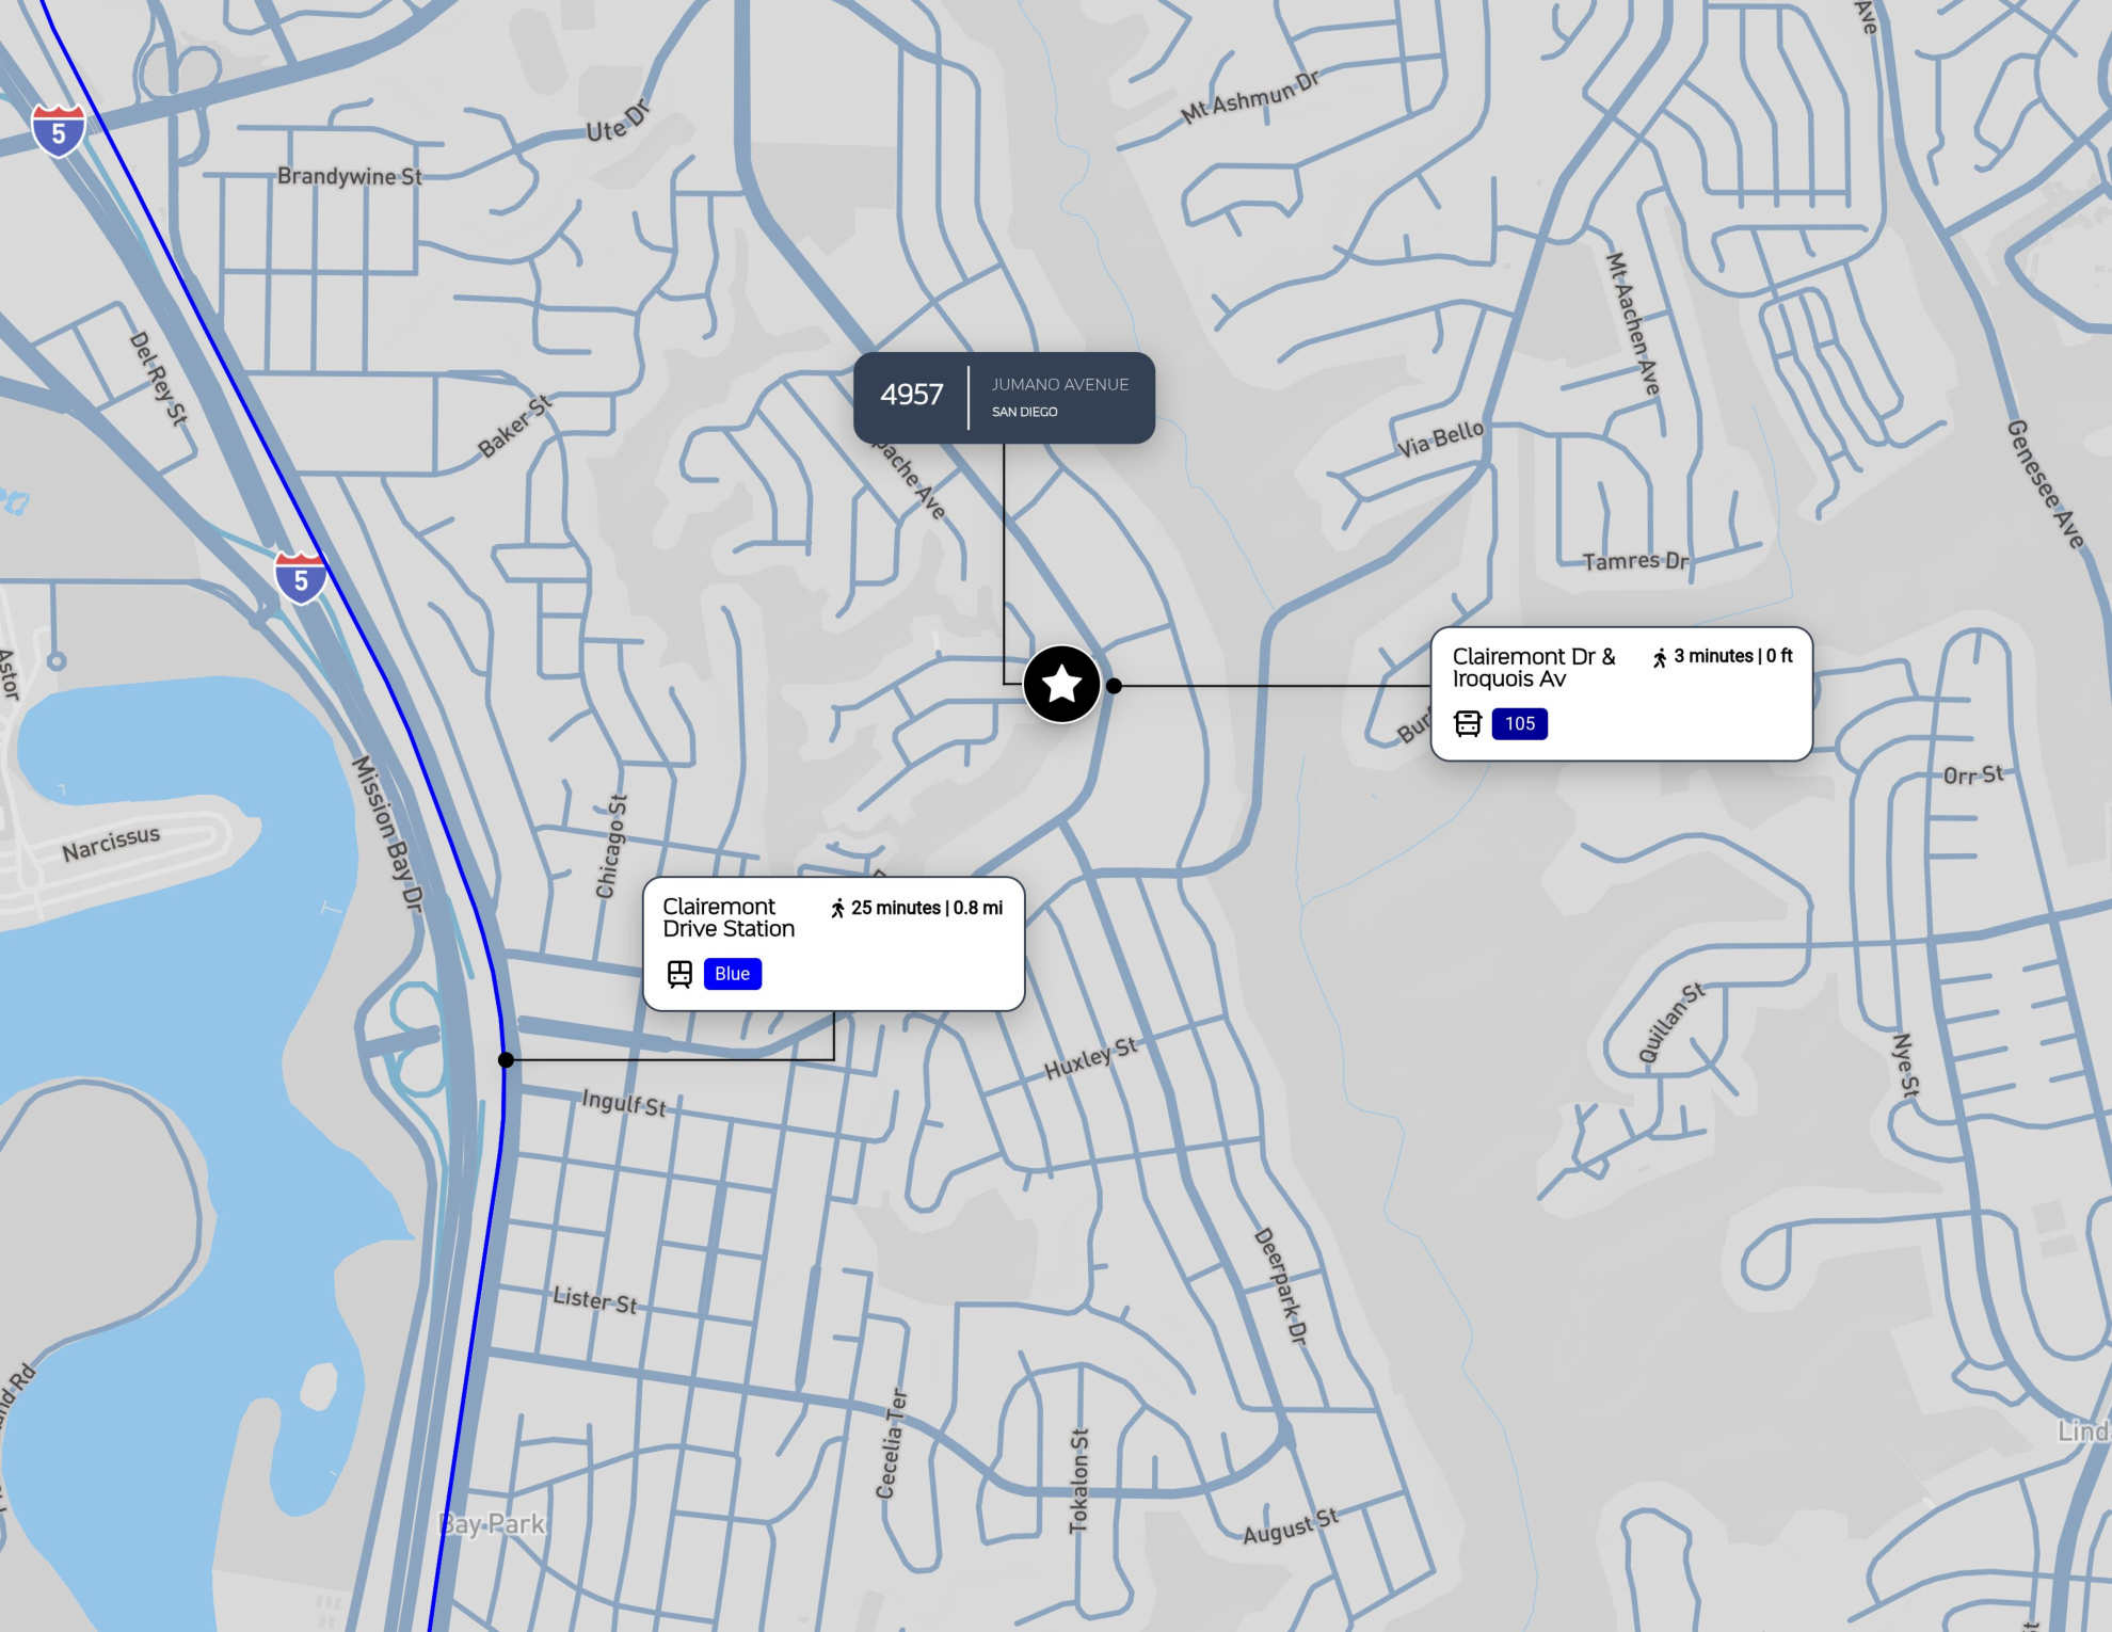 Ave
Mt Ashmun Dr
Ute Dr
5
Brandywine St
Mt Aachen Ave
Del Rey St
4957
JUMANO AVENUE
SAN DIEGO
Baker St
Via Bello
Genesee Ave
Tamres Dr
5
Astor
Clairemont Dr &
Iroquois Av
3 minutes | 0 ft
105
Orr St
Mission Bay Dr
Narcissus
Chicago St
Clairemont
Drive Station
25 minutes | 0.8 mi
Blue
Quillan St
Huxley St
Nye St
Ingulf St
Deerpark Dr
Lister St
Rd
Cecelia Ter
Tokalon St
Lind
Bay Park
August St